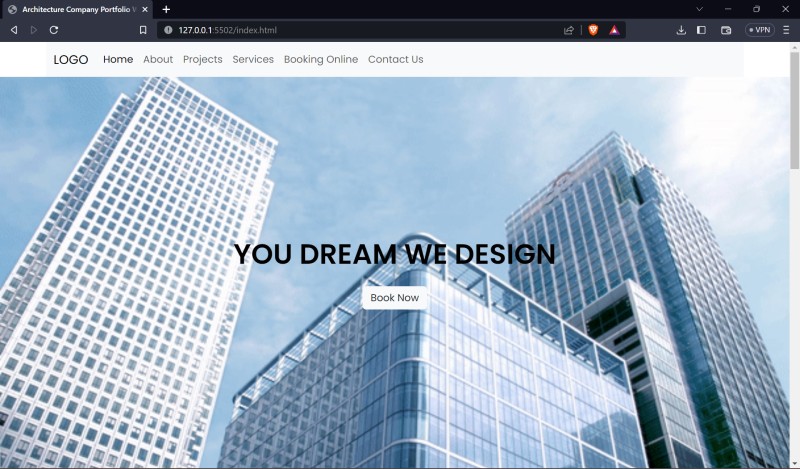 Architecture Company Portfolio
127.0.0.1:5502/index.html
VPN
LOGO Home About Projects Services Booking Online Contact Us
YOU DREAM WE DESIGN
Book Now